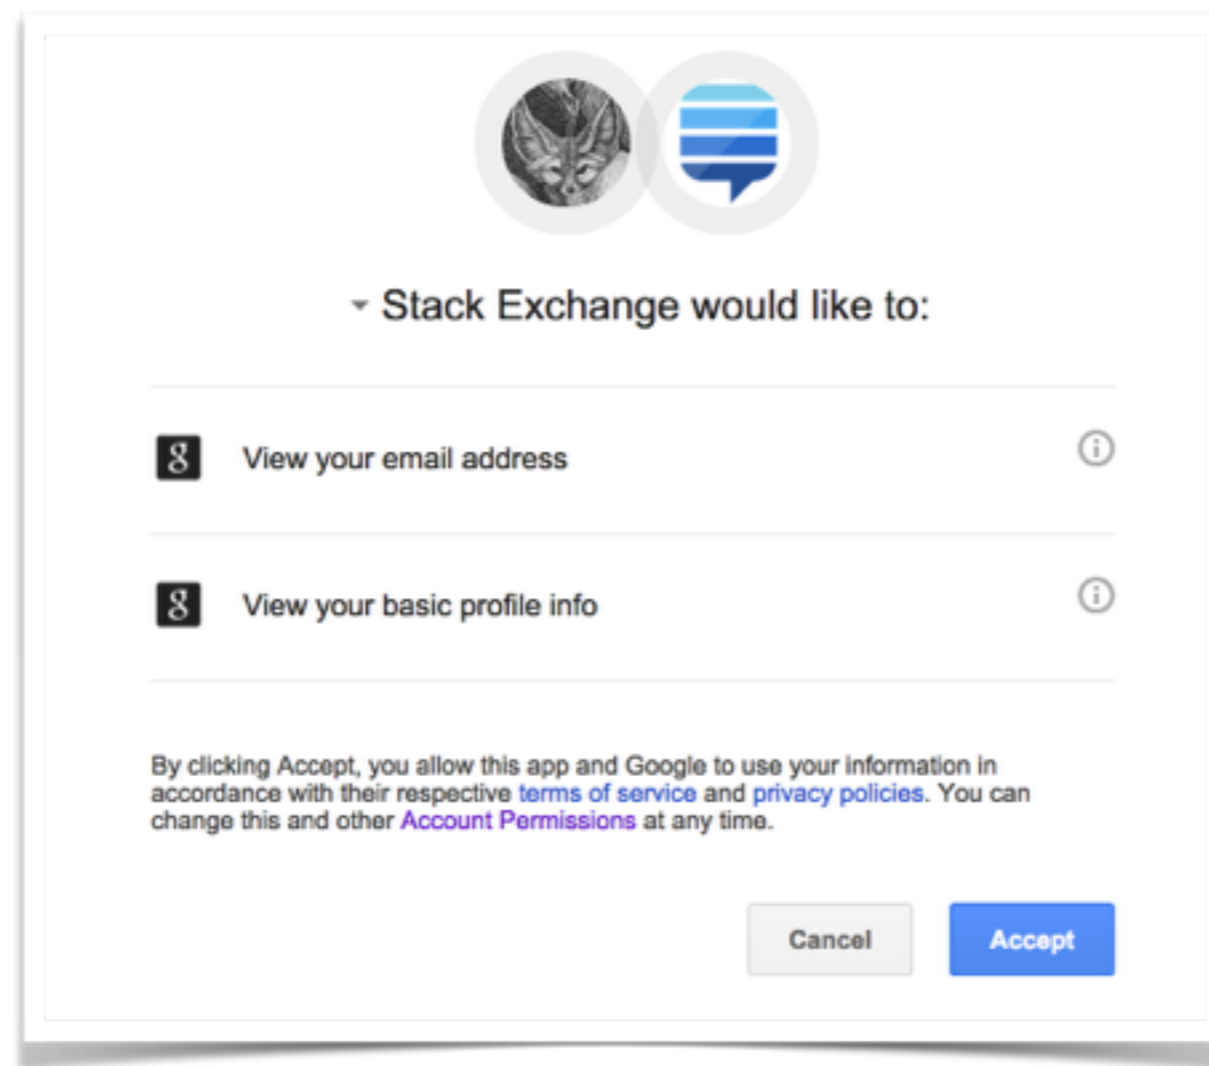 Stack Exchange would like to:
View your email address
View your basic profile info
By clicking Accept, you allow this app and Google to use your information in
accordance with their respective terms of service and privacy policies. You can
change this and other Account Permissions at any time.
Cancel
Accept